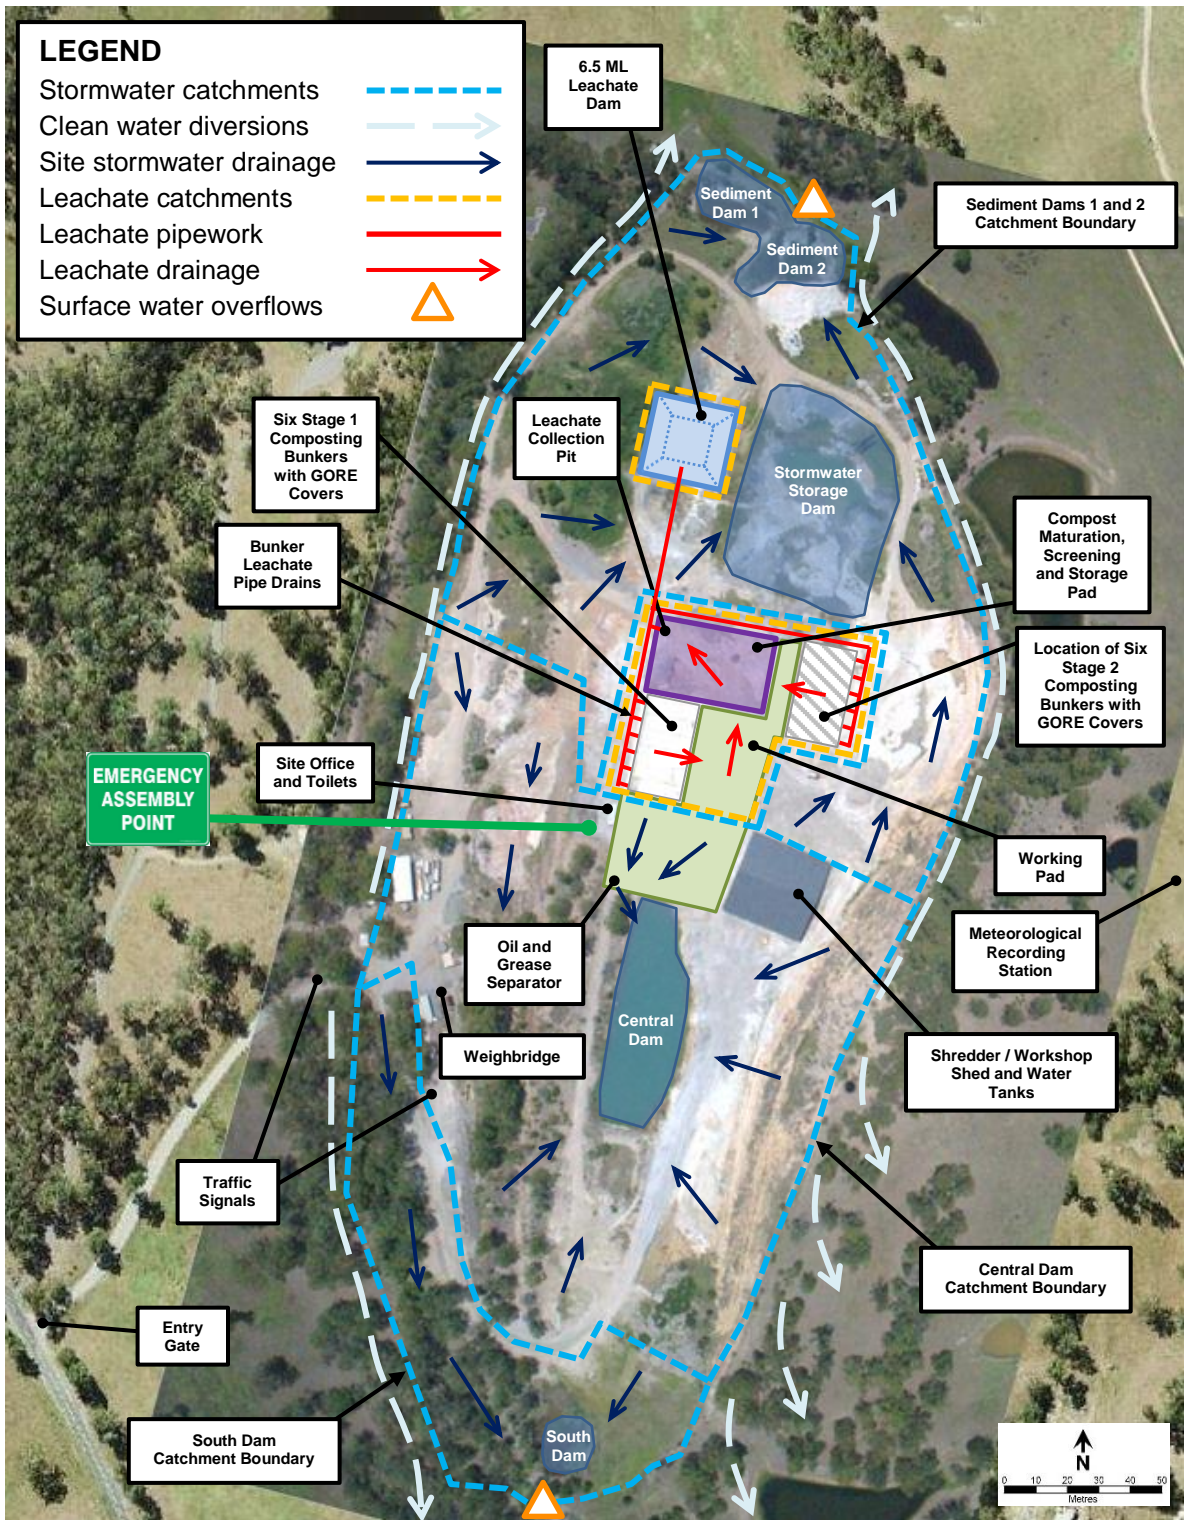 LEGEND
Stormwater catchments
Clean water diversions
Site stormwater drainage
Leachate catchments
Leachate pipework
Leachate drainage
Surface water overflows
6.5 ML
Leachate
Dam
Sediment
Dam 1
Sediment
Dam 2
Sediment Dams 1 and 2
Catchment Boundary
Six Stage 1
Composting
Bunkers
with GORE
Covers
Leachate
Collection
Pit
Stormwater
Storage
Dam
Compost
Maturation,
Screening
and Storage
Pad
Bunker
Leachate
Pipe Drains
Location of Six
Stage 2
Composting
Bunkers with
GORE Covers
Site Office
and Toilets
EMERGENCY
ASSEMBLY
POINT
Working
Pad
Oil and
Grease
Separator
Meteorological
Recording
Station
Central
Dam
Weighbridge
Shredder / Workshop
Shed and Water
Tanks
Traffic
Signals
Central Dam
Catchment Boundary
Entry
Gate
South Dam
Catchment Boundary
South
Dam
N
0 10 20 30 40 50
Metres